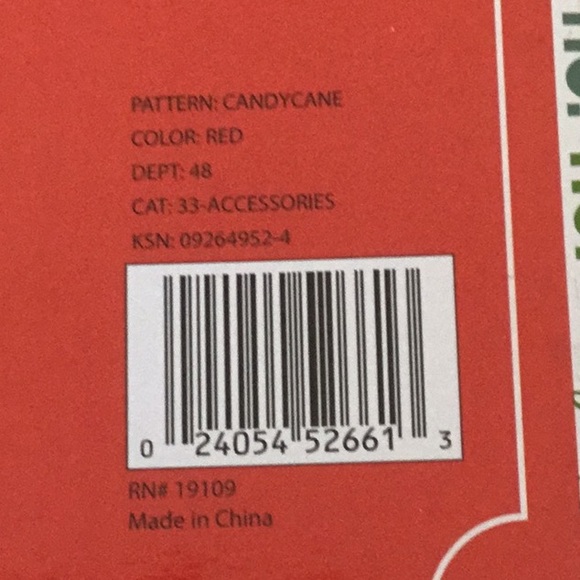 PATTERN: CANDYCANE
COLOR: RED
DEPT: 48
CAT: 33-ACCESSORIES
KSN: 09264952-4
0 24054 52661 3
RN# 19109
Made in China